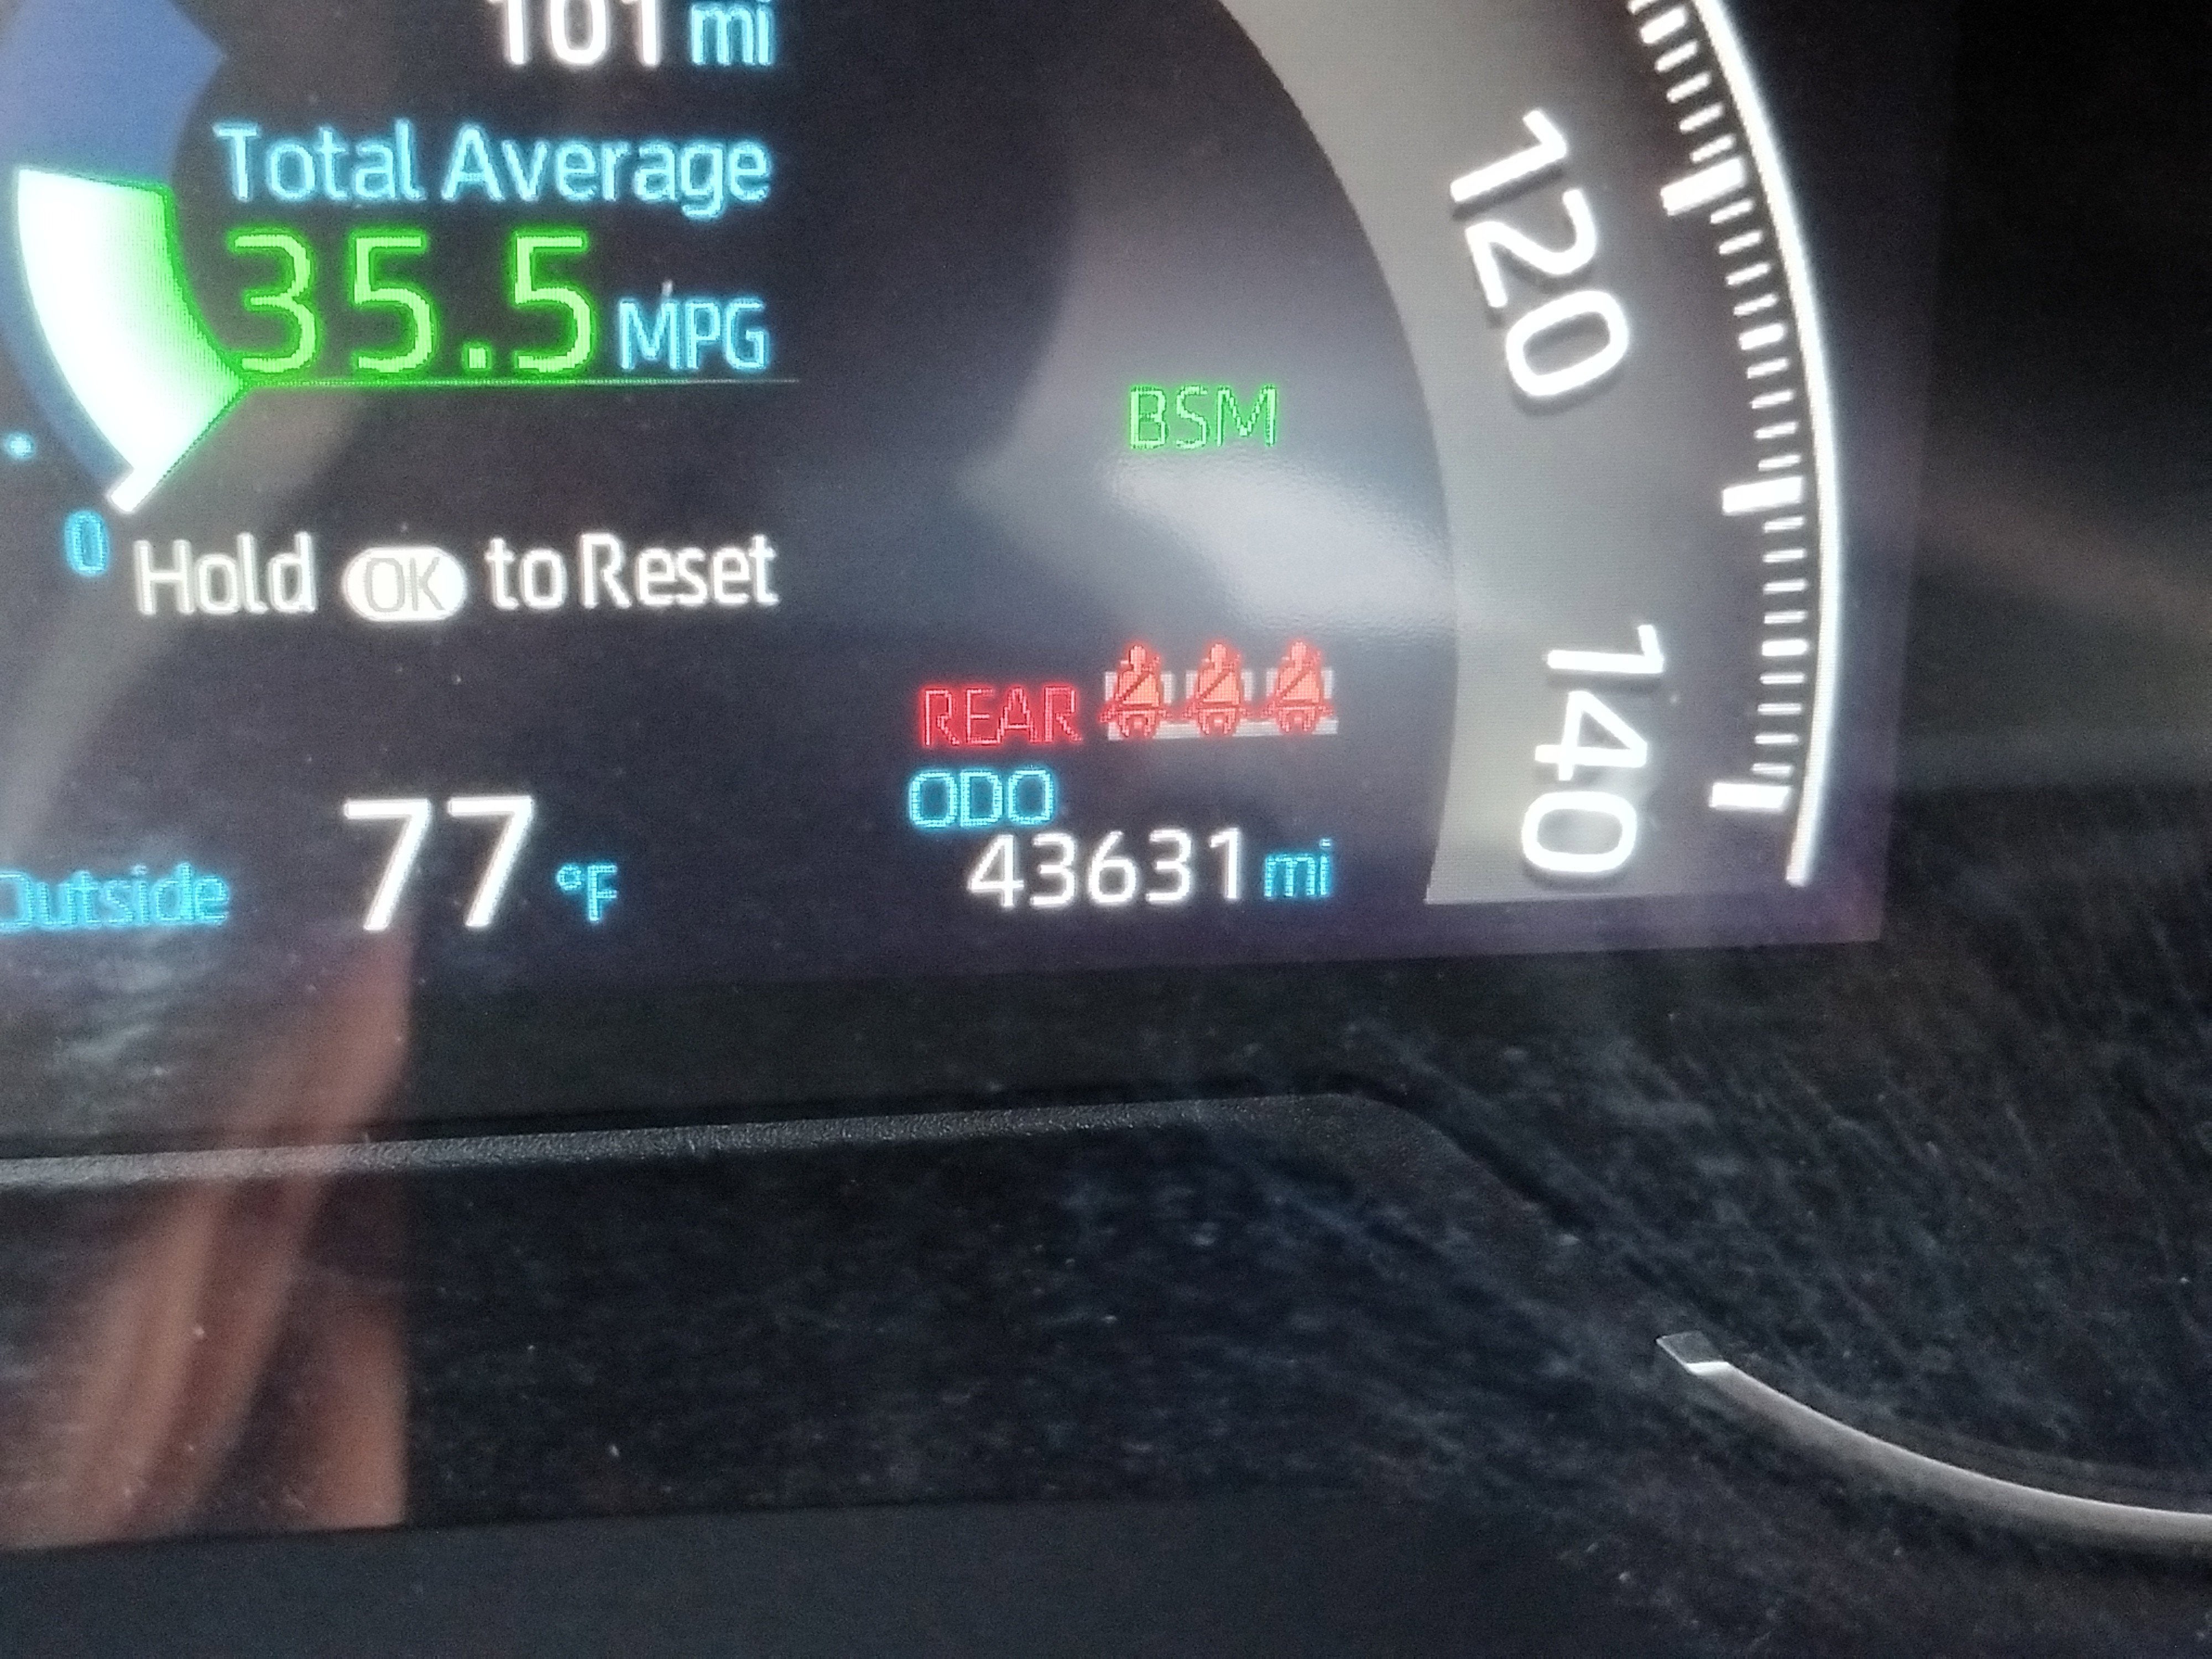 101 mi
Total Average
35.5 MPG
0
Hold OK to Reset
BSM
120
140
REAR
ODO
43631 mi
Outside 77 °F